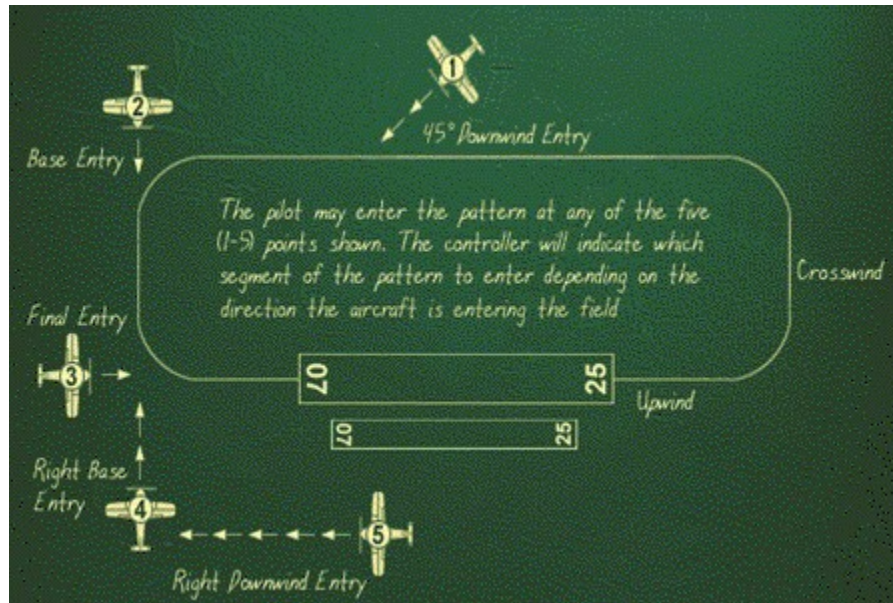 1
2
45° Downwind Entry
Base Entry
The pilot may enter the pattern at any of the five
(1-5) points shown. The controller will indicate which
segment of the pattern to enter depending on the
direction the aircraft is entering the field
Crosswind
Final Entry
3
07
25
Upwind
07
25
Right Base
Entry
4
5
Right Downwind Entry